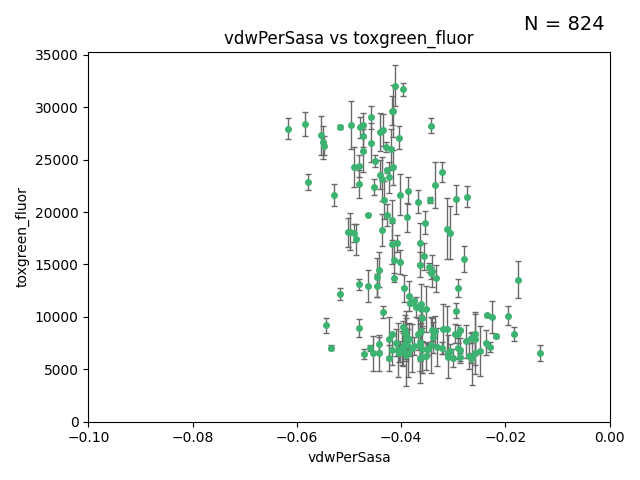 N = 824
vdwPerSasa vs toxgreen_fluor
35000
30000
25000
20000
15000
10000
5000
0
toxgreen_fluor
−0.10 −0.08 −0.06 −0.04 −0.02 0.00
vdwPerSasa